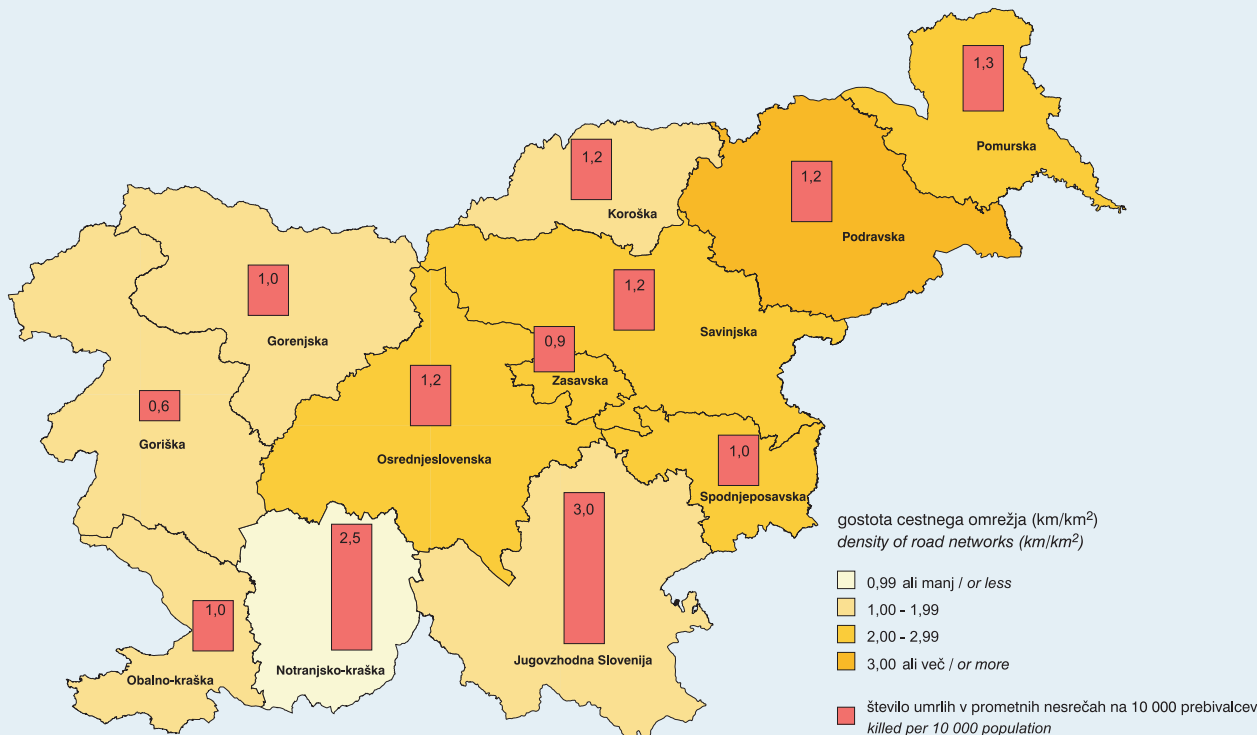 1,3
Pomurska
1,2
Koroška
1,2
Podravska
1,0
Gorenjska
1,2
Savinjska
0,9
Zasavska
1,2
Osrednjeslovenska
0,6
Goriška
1,0
Spodnjeposavska
3,0
Jugovzhodna Slovenija
2,5
Notranjsko-kraška
1,0
Obalno-kraška
gostota cestnega omrežja (km/km²)
density of road networks (km/km²)
0,99 ali manj / or less
1,00 - 1,99
2,00 - 2,99
3,00 ali več / or more
število umrlih v prometnih nesrečah na 10 000 prebivalcev
killed per 10 000 population